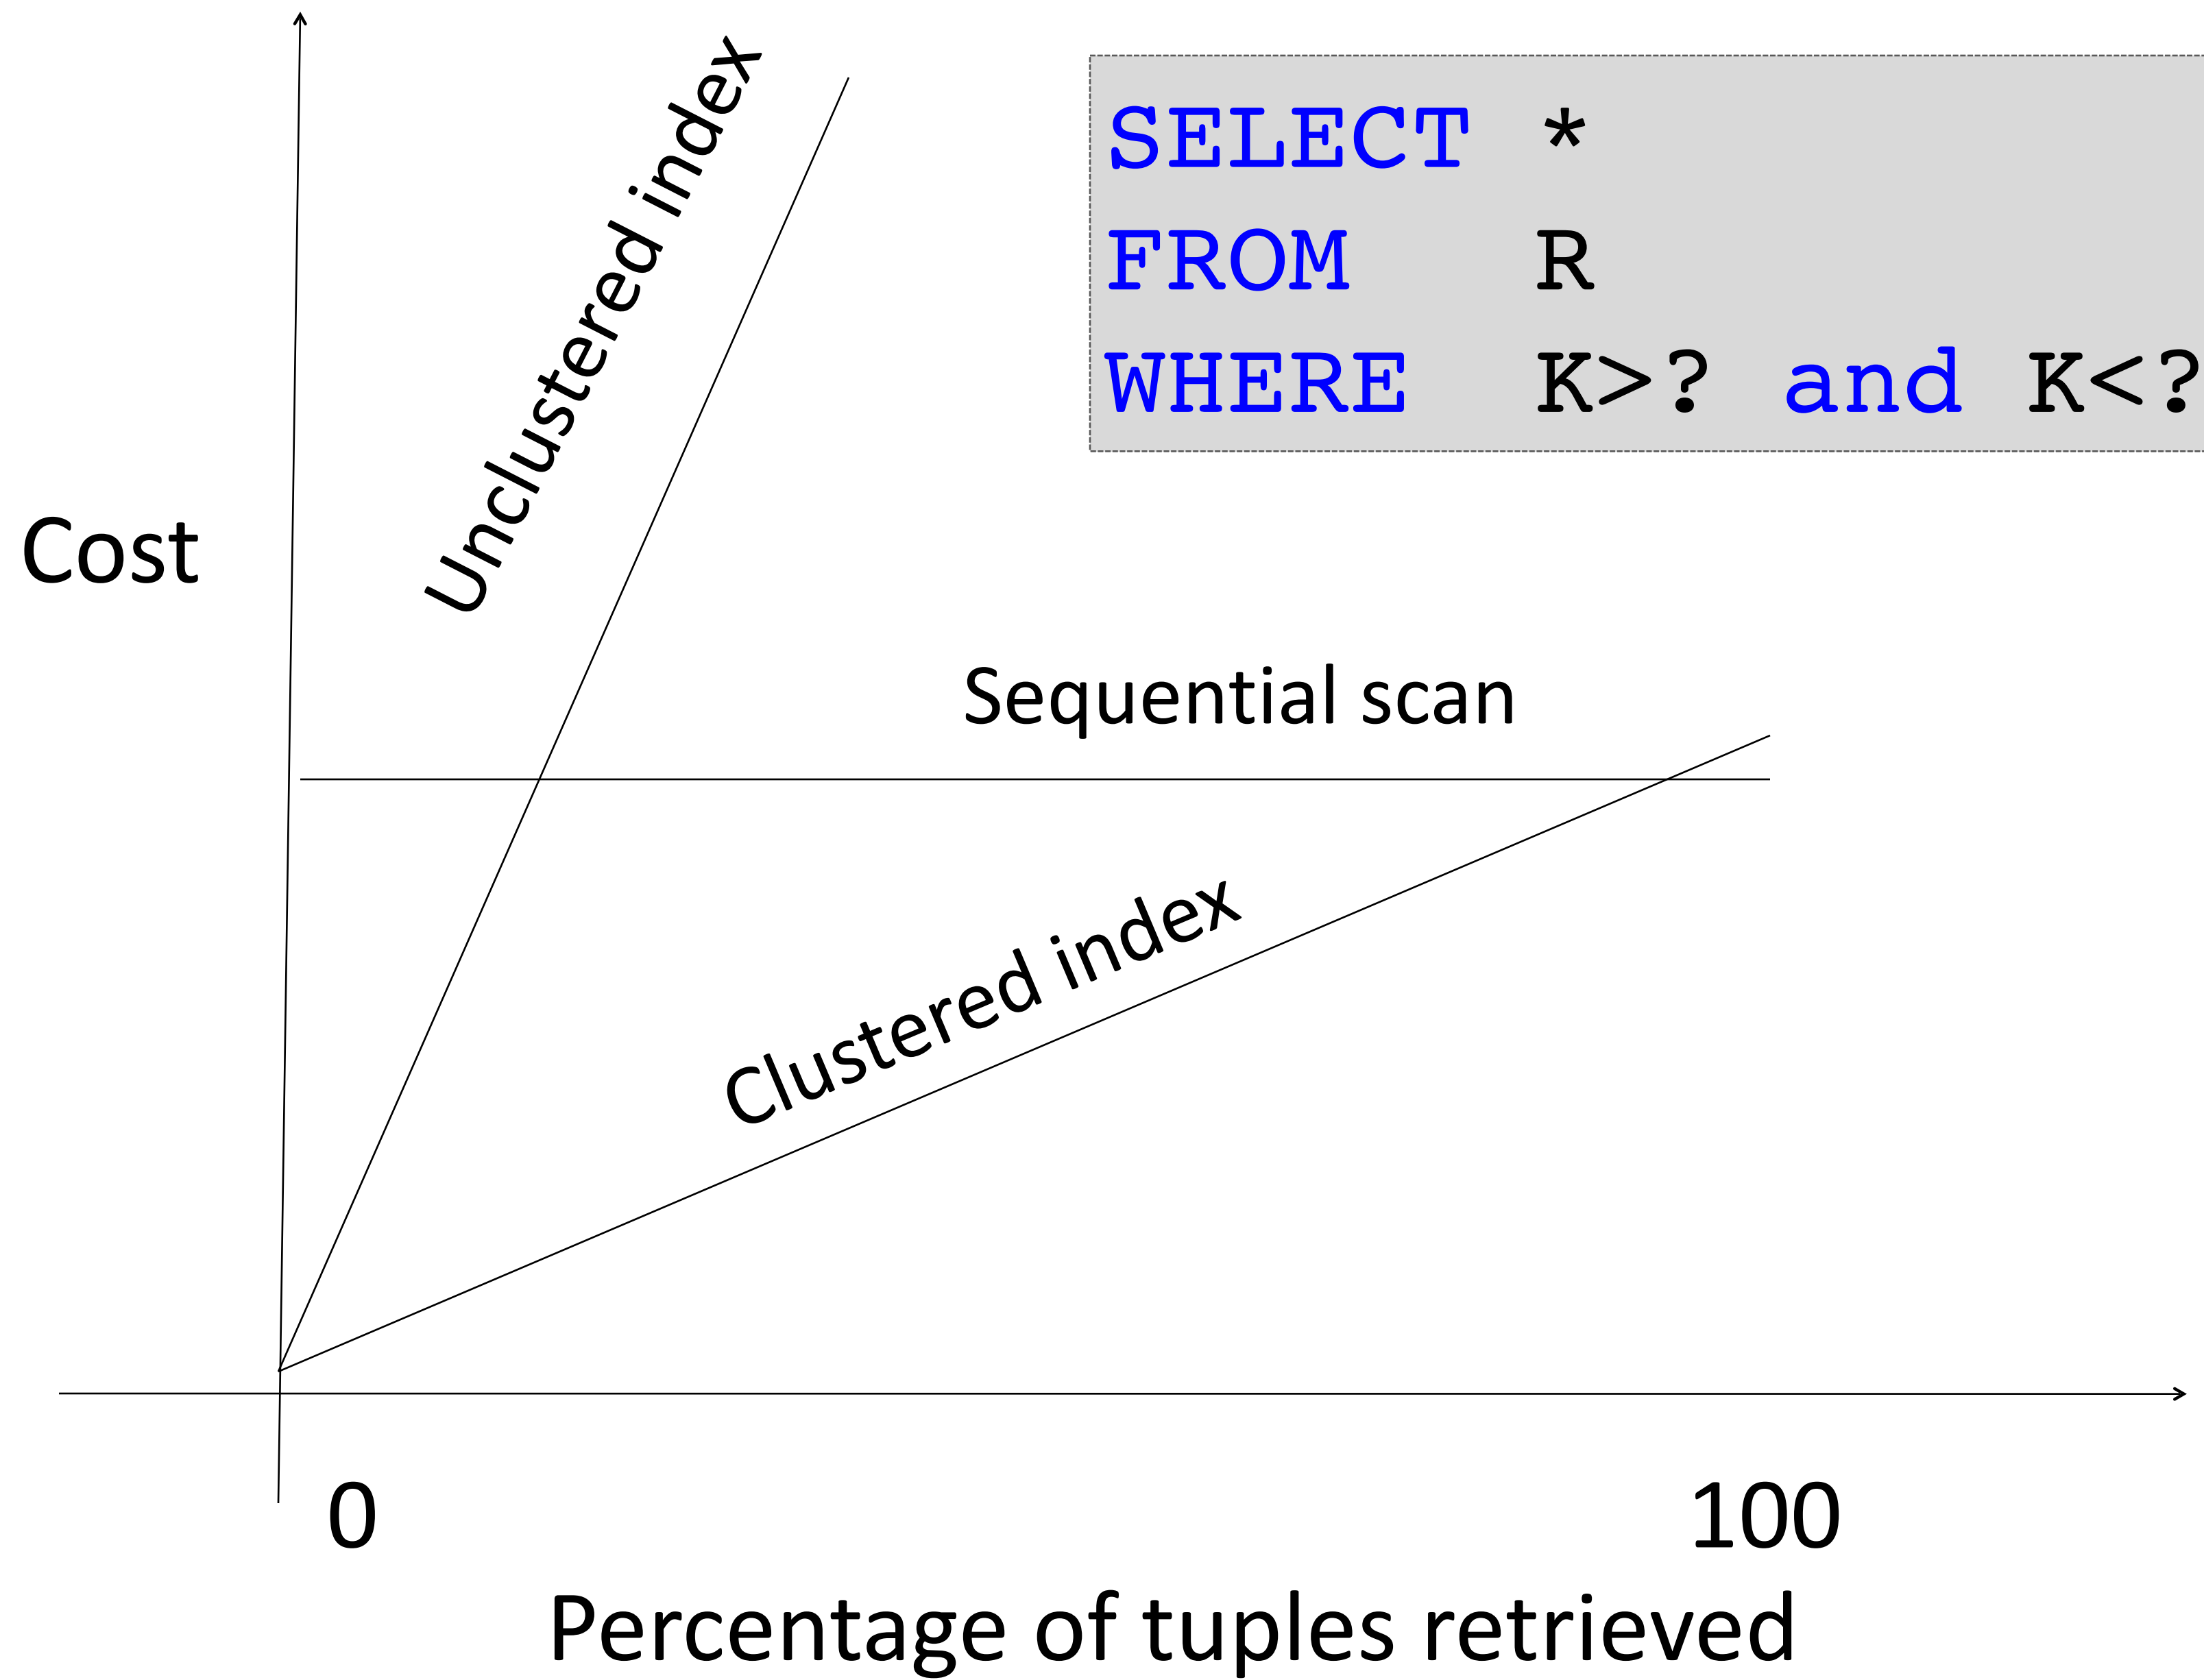 Unclustered index
SELECT *
FROM R
WHERE K>? and K<?
Cost
Sequential scan
Clustered index
0 100
Percentage of tuples retrieved